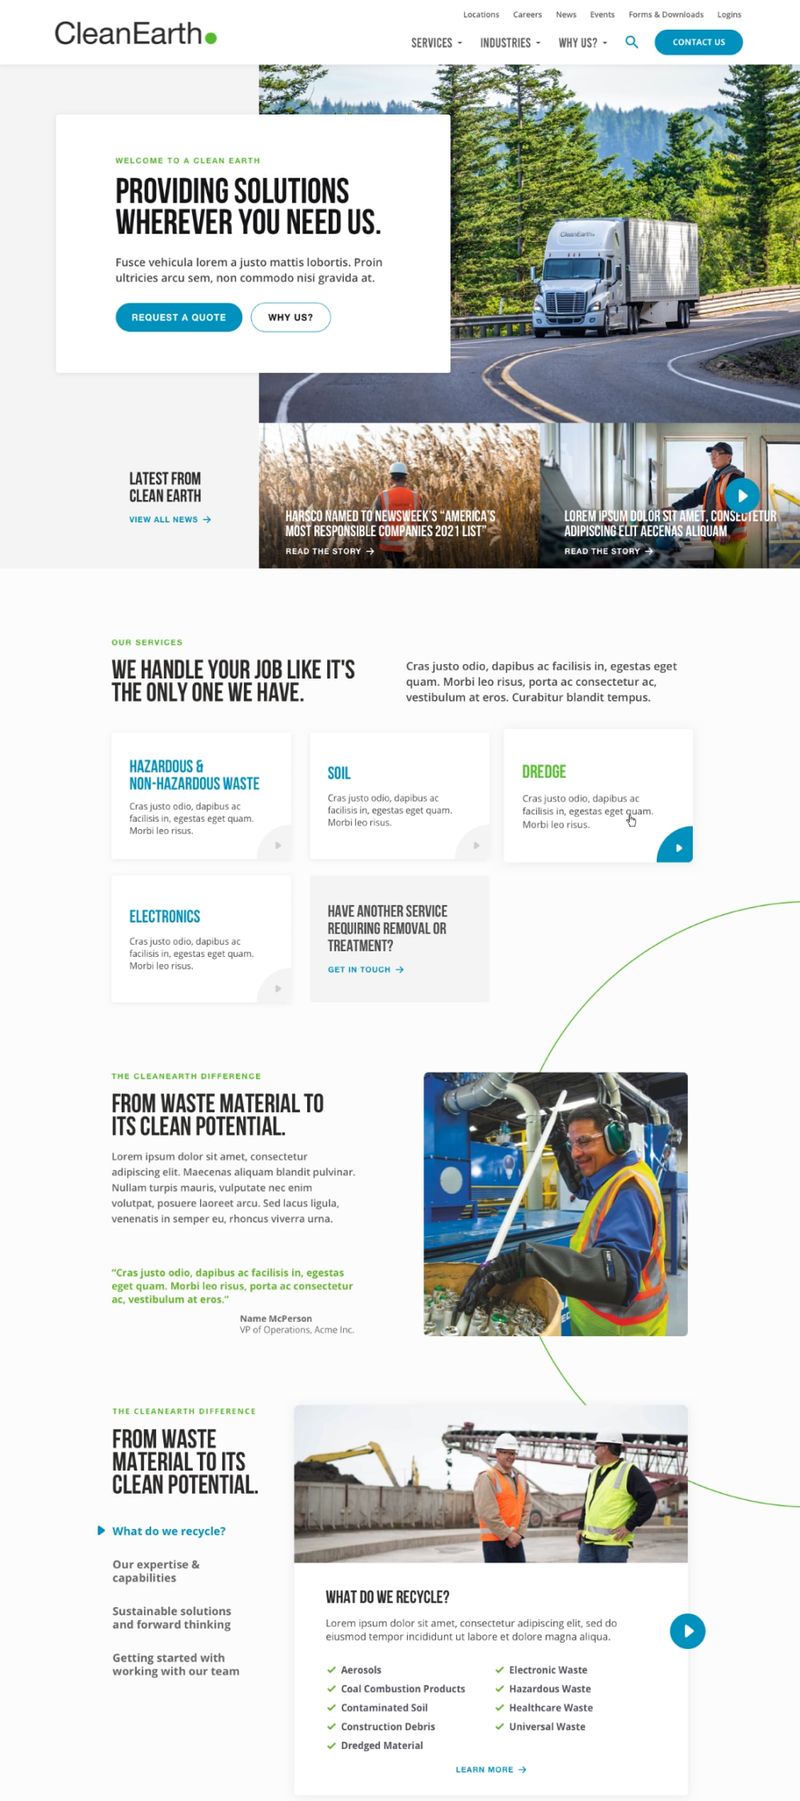 Locations Careers News Events Forms & Downloads Logins
CleanEarth
SERVICES INDUSTRIES WHY US? CONTACT US
WELCOME TO A CLEAN EARTH
PROVIDING SOLUTIONS
WHEREVER YOU NEED US.
Fusce vehicula lorem a justo mattis lobortis. Proin
ultricies arcu sem, non commodo nisi gravida at.
REQUEST A QUOTE WHY US?
CleanEarth
LATEST FROM
CLEAN EARTH
VIEW ALL NEWS
HARSCO NAMED TO NEWSWEEK'S "AMERICA'S
MOST RESPONSIBLE COMPANIES 2021 LIST"
READ THE STORY
LOREM IPSUM DOLOR SIT AMET, CONSECTETUR
ADIPISCING ELIT AECENAS ALIQUAM
READ THE STORY
OUR SERVICES
WE HANDLE YOUR JOB LIKE IT'S
THE ONLY ONE WE HAVE.
Cras justo odio, dapibus ac facilisis in, egestas eget
quam. Morbi leo risus, porta ac consectetur ac,
vestibulum at eros. Curabitur blandit tempus.
HAZARDOUS &
NON-HAZARDOUS WASTE
Cras justo odio, dapibus ac
facilisis in, egestas eget quam.
Morbi leo risus.
SOIL
Cras justo odio, dapibus ac
facilisis in, egestas eget quam.
Morbi leo risus.
DREDGE
Cras justo odio, dapibus ac
facilisis in, egestas eget quam.
Morbi leo risus.
ELECTRONICS
Cras justo odio, dapibus ac
facilisis in, egestas eget quam.
Morbi leo risus.
HAVE ANOTHER SERVICE
REQUIRING REMOVAL OR
TREATMENT?
GET IN TOUCH
THE CLEANEARTH DIFFERENCE
FROM WASTE MATERIAL TO
ITS CLEAN POTENTIAL.
Lorem ipsum dolor sit amet, consectetur
adipiscing elit. Maecenas aliquam blandit pulvinar.
Nullam turpis mauris, vulputate nec enim
volutpat, posuere laoreet arcu. Sed lacus ligula,
venenatis in semper eu, rhoncus viverra urna.
"Cras justo odio, dapibus ac facilisis in, egestas
eget quam. Morbi leo risus, porta ac consectetur
ac, vestibulum at eros."
Name McPerson
VP of Operations, Acme Inc.
THE CLEANEARTH DIFFERENCE
FROM WASTE
MATERIAL TO ITS
CLEAN POTENTIAL.
What do we recycle?
Our expertise &
capabilities
Sustainable solutions
and forward thinking
Getting started with
working with our team
WHAT DO WE RECYCLE?
Lorem ipsum dolor sit amet, consectetur adipiscing elit, sed do
eiusmod tempor incididunt ut labore et dolore magna aliqua.
Aerosols
Coal Combustion Products
Contaminated Soil
Construction Debris
Dredged Material
Electronic Waste
Hazardous Waste
Healthcare Waste
Universal Waste
LEARN MORE